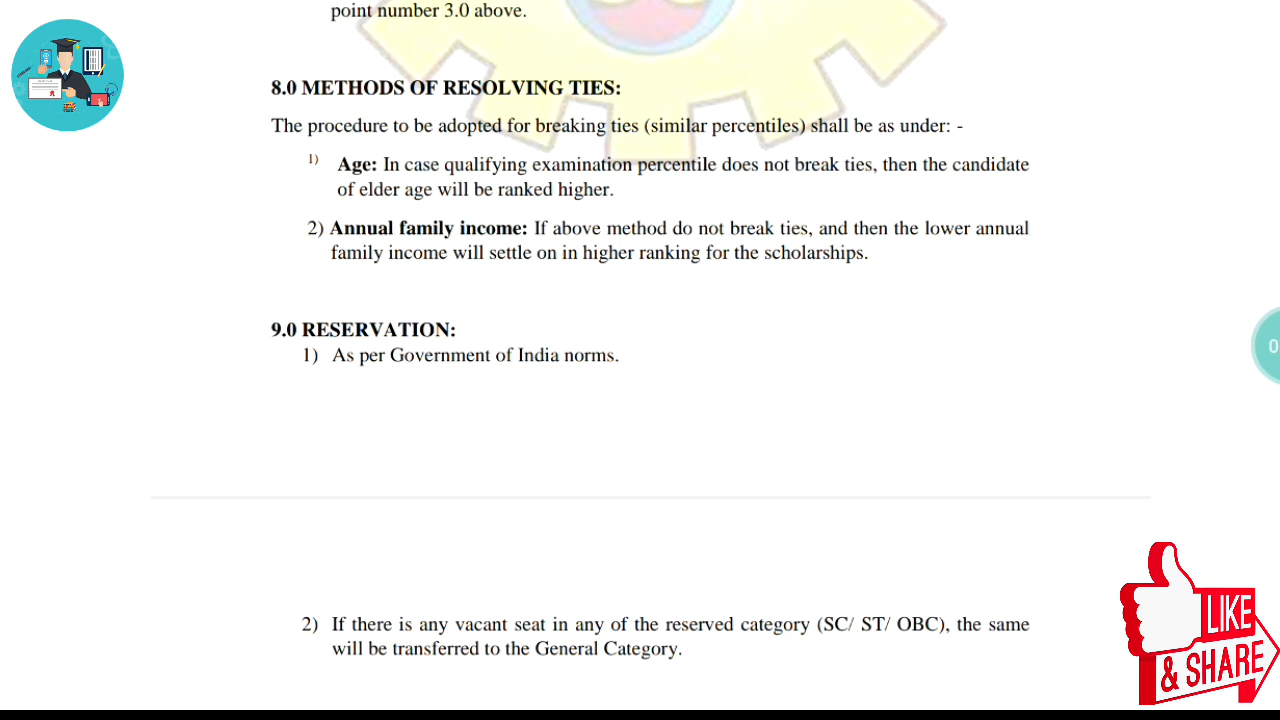 point number 3.0 above.
8.0 METHODS OF RESOLVING TIES:
The procedure to be adopted for breaking ties (similar percentiles) shall be as under: -
1) Age: In case qualifying examination percentile does not break ties, then the candidate
of elder age will be ranked higher.
2) Annual family income: If above method do not break ties, and then the lower annual
family income will settle on in higher ranking for the scholarships.
9.0 RESERVATION:
1) As per Government of India norms.
0
2) If there is any vacant seat in any of the reserved category (SC/ ST/ OBC), the same
will be transferred to the General Category.
LIKE
& SHARE